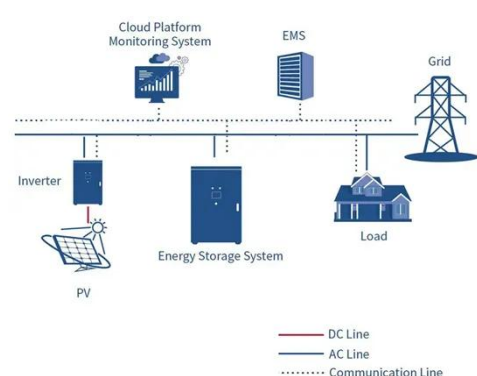 Cloud Platform
Monitoring System
EMS
Grid
Inverter
Energy Storage System
Load
PV
DC Line
AC Line
Communication Line